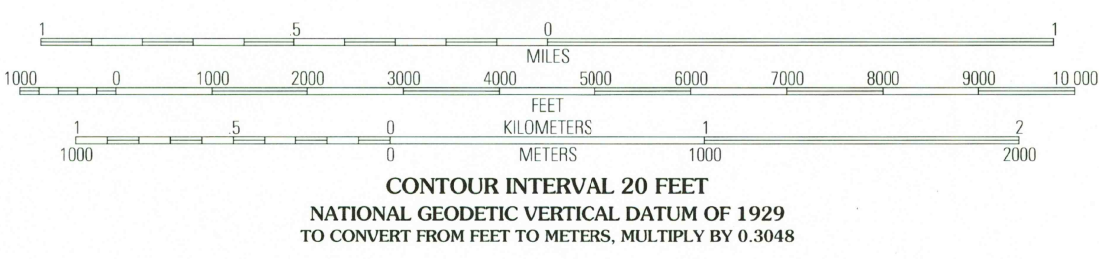 1 .5 0 1
MILES
1000 0 1000 2000 3000 4000 5000 6000 7000 8000 9000 10 000
FEET
1 .5 0 KILOMETERS 1 2
1000 0 METERS 1000 2000
CONTOUR INTERVAL 20 FEET
NATIONAL GEODETIC VERTICAL DATUM OF 1929
TO CONVERT FROM FEET TO METERS, MULTIPLY BY 0.3048